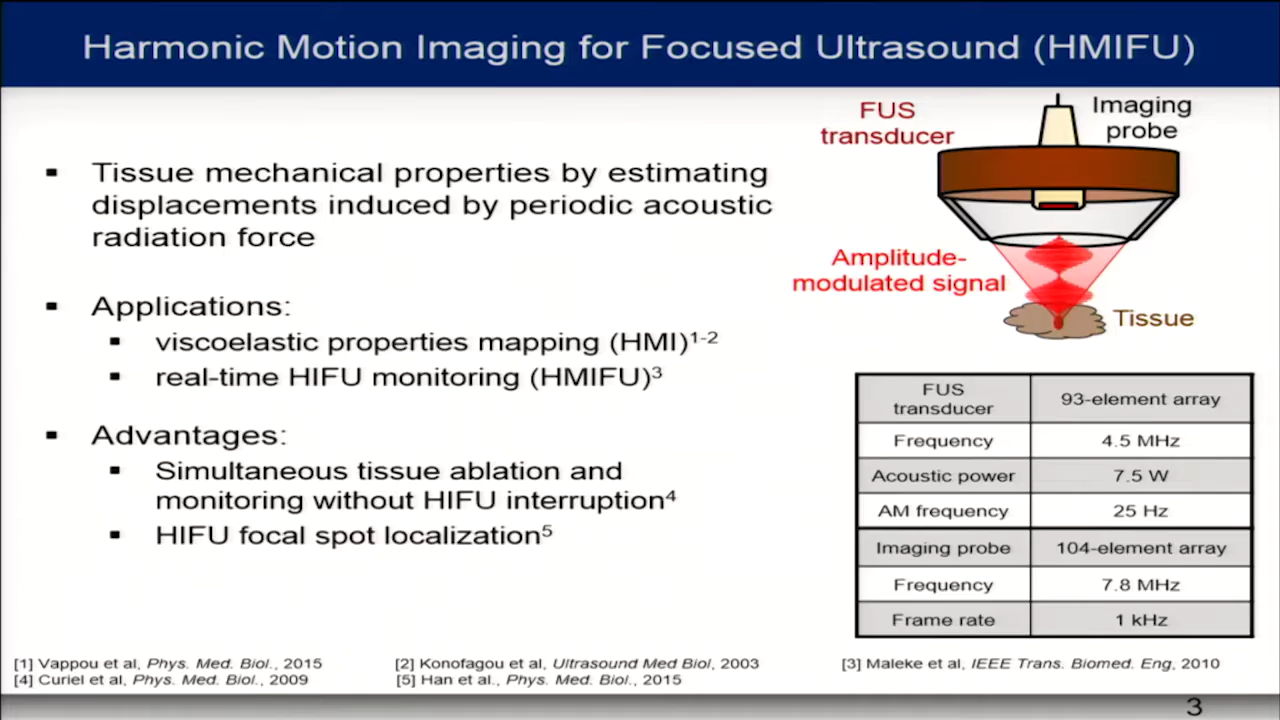 Harmonic Motion Imaging for Focused Ultrasound (HMIFU)
▪ Tissue mechanical properties by estimating
displacements induced by periodic acoustic
radiation force
▪ Applications:
▪ viscoelastic properties mapping (HMI)1-2
▪ real-time HIFU monitoring (HMIFU)3
▪ Advantages:
▪ Simultaneous tissue ablation and
monitoring without HIFU interruption4
▪ HIFU focal spot localization5
FUS
transducer
Imaging
probe
Amplitude-
modulated signal
Tissue
FUS
transducer
93-element array
Frequency 4.5 MHz
Acoustic power 7.5 W
AM frequency 25 Hz
Imaging probe 104-element array
Frequency 7.8 MHz
Frame rate 1 kHz
[1] Vappou et al, Phys. Med. Biol., 2015 [2] Konofagou et al, Ultrasound Med Biol, 2003 [3] Maleke et al, IEEE Trans. Biomed. Eng, 2010
[4] Curiel et al, Phys. Med. Biol., 2009 [5] Han et al., Phys. Med. Biol., 2015
3